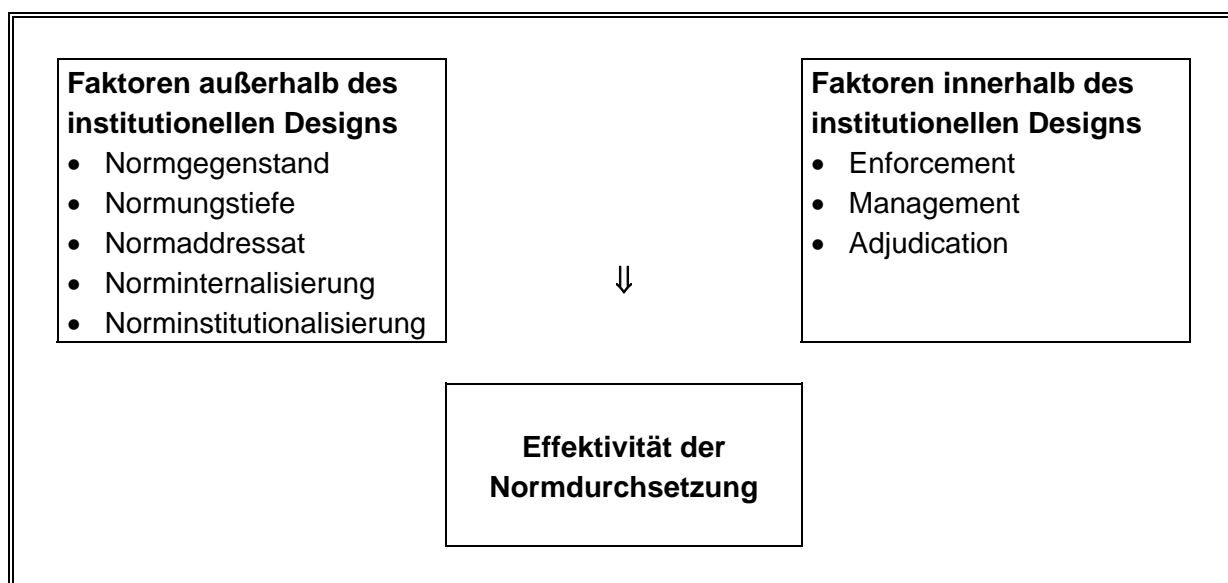 Faktoren außerhalb des
institutionellen Designs
• Normgegenstand
• Normungstiefe
• Normaddressat
• Norminternalisierung
• Norminstitutionalisierung
Faktoren innerhalb des
institutionellen Designs
• Enforcement
• Management
• Adjudication
⇓
Effektivität der
Normdurchsetzung